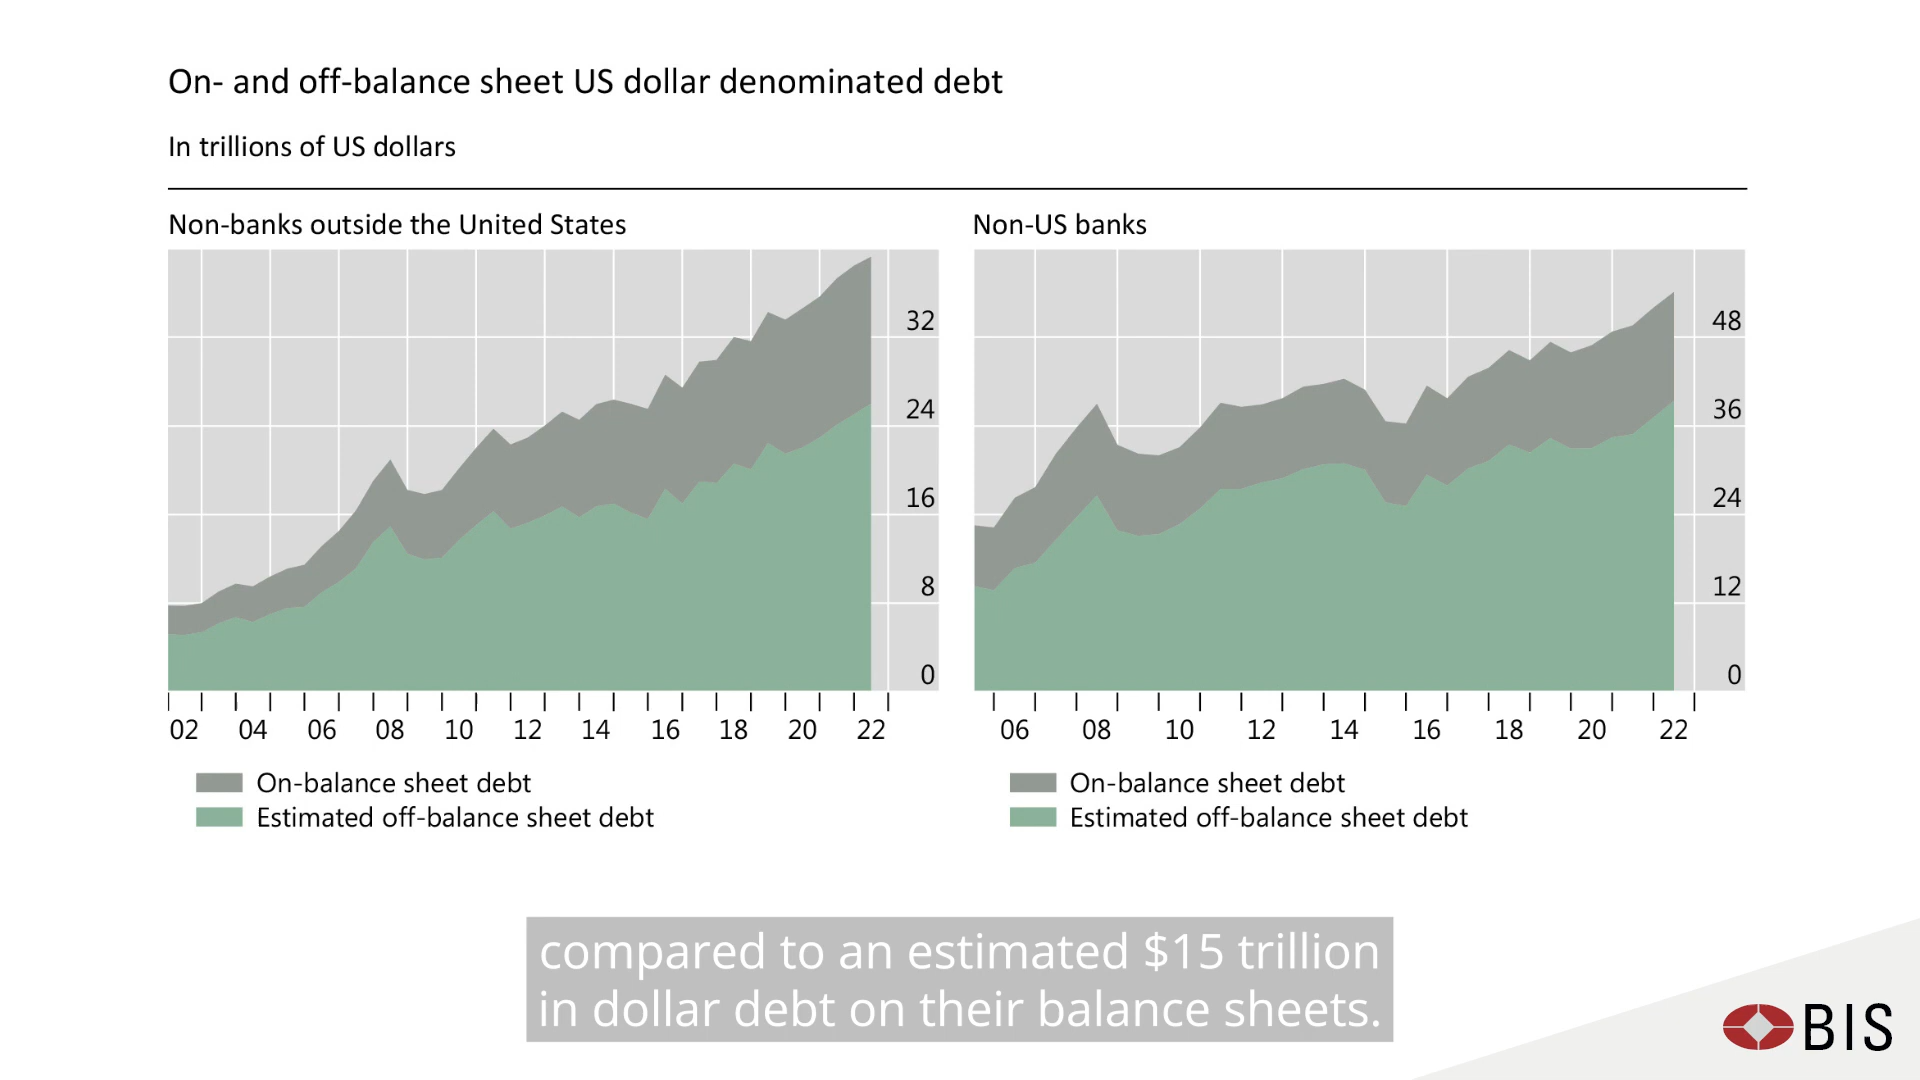 On- and off-balance sheet US dollar denominated debt
In trillions of US dollars
Non-banks outside the United States
32
24
16
8
0
02 04 06 08 10 12 14 16 18 20 22
On-balance sheet debt
Estimated off-balance sheet debt
Non-US banks
48
36
24
12
0
06 08 10 12 14 16 18 20 22
On-balance sheet debt
Estimated off-balance sheet debt
compared to an estimated $15 trillion
in dollar debt on their balance sheets.
BIS